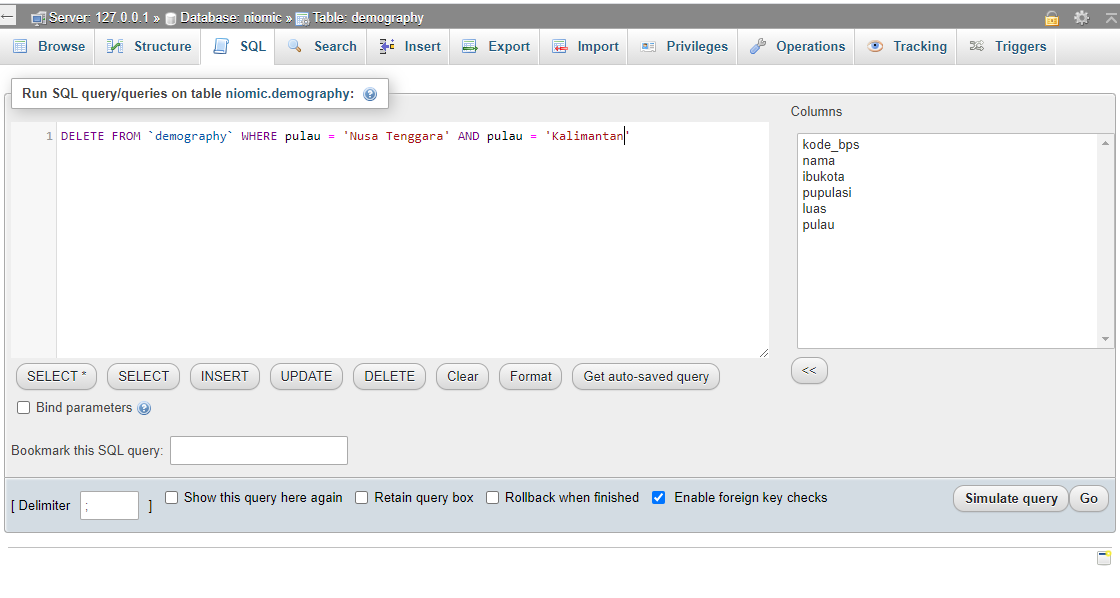 Server: 127.0.0.1 » Database: niomic » Table: demography
Browse Structure SQL Search Insert Export Import Privileges Operations Tracking Triggers
Run SQL query/queries on table niomic.demography:
Columns
1 DELETE FROM `demography` WHERE pulau = 'Nusa Tenggara' AND pulau = 'Kalimantan'
kode_bps
nama
ibukota
pupulasi
luas
pulau
SELECT * SELECT INSERT UPDATE DELETE Clear Format Get auto-saved query
<<
Bind parameters
Bookmark this SQL query:
[ Delimiter ; ] Show this query here again Retain query box Rollback when finished Enable foreign key checks Simulate query Go